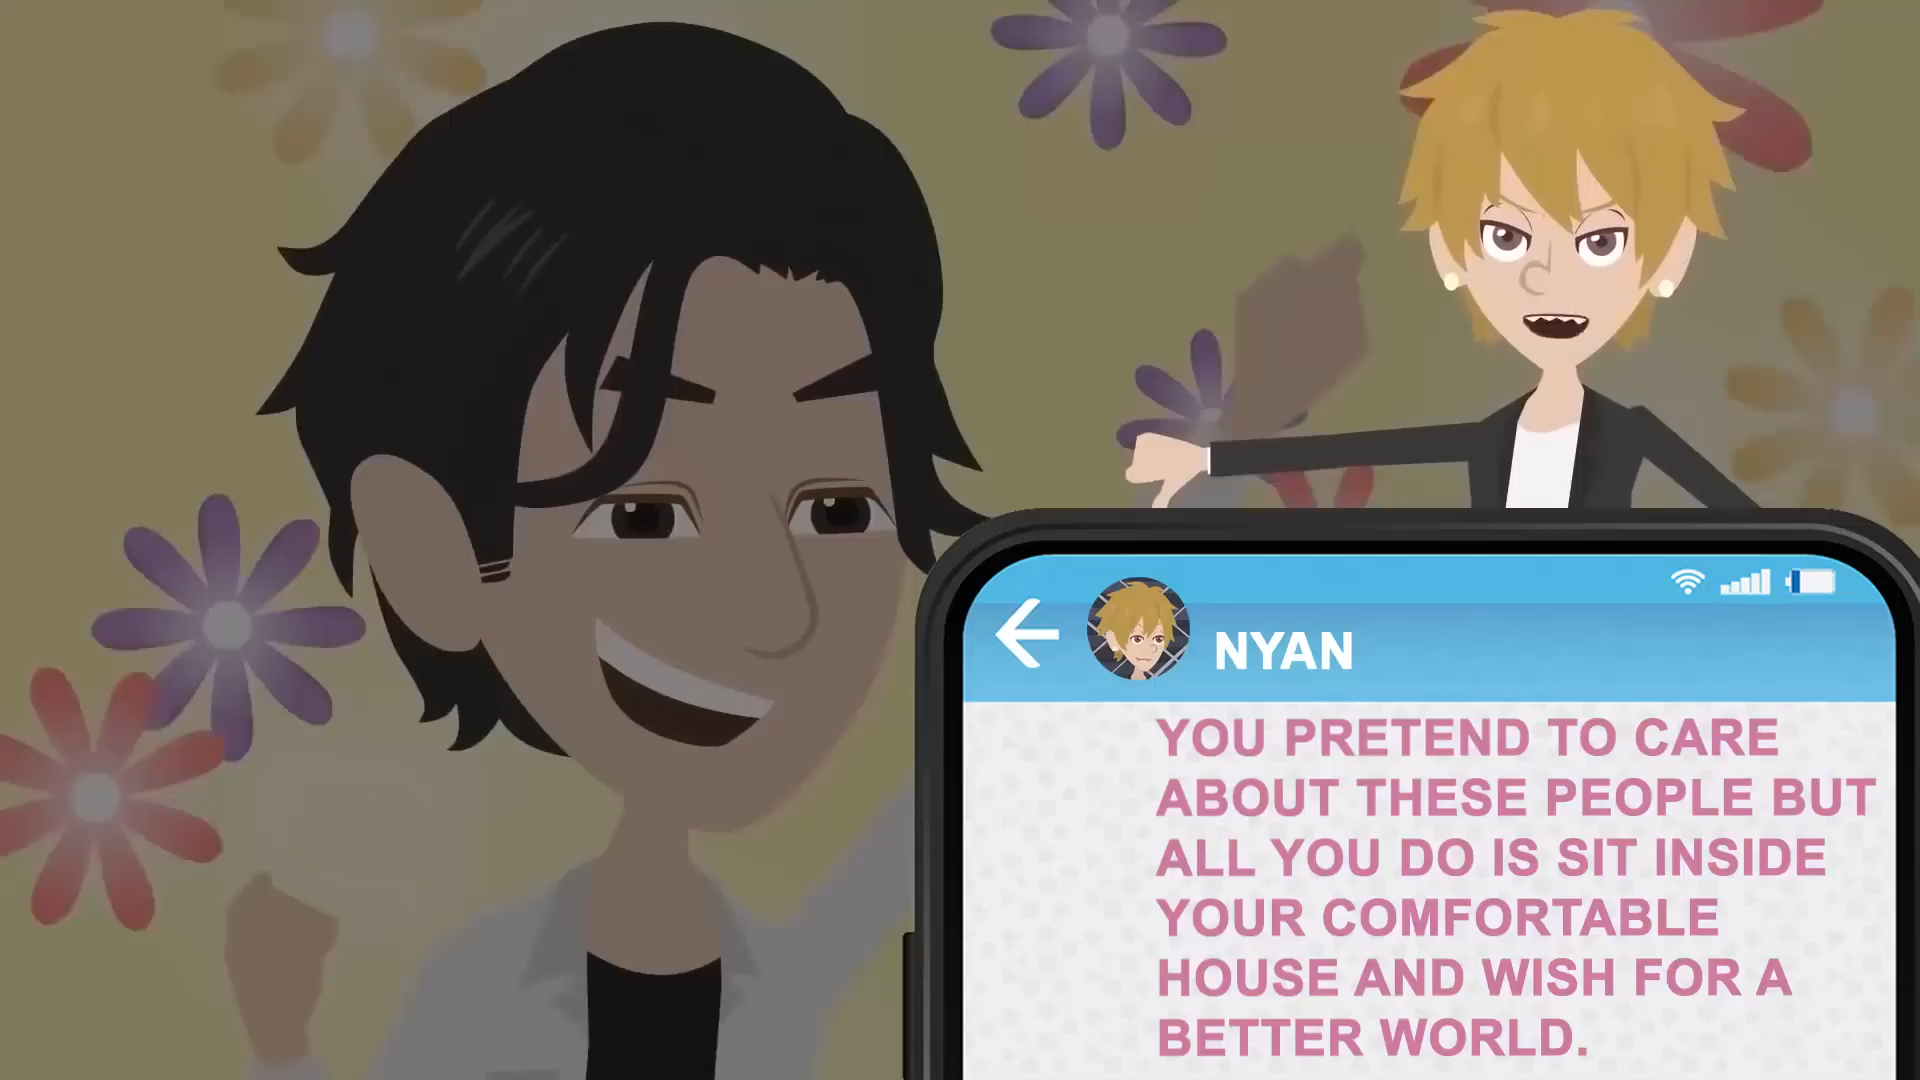 NYAN
YOU PRETEND TO CARE
ABOUT THESE PEOPLE BUT
ALL YOU DO IS SIT INSIDE
YOUR COMFORTABLE
HOUSE AND WISH FOR A
BETTER WORLD.